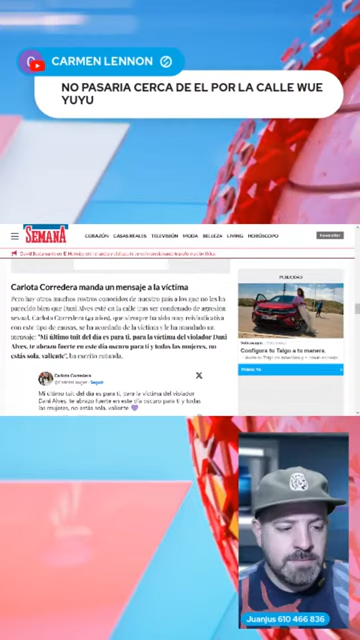 CARMEN LENNON
NO PASARIA CERCA DE EL POR LA CALLE WUE
YUYU
SEMANA
CORAZÓN CASAS REALES TELEVISIÓN MODA BELLEZA LIVING HORÓSCOPO
Carlota Corredera manda un mensaje a la víctima
PUBLICIDAD
Pero hay otros muchos rostros conocidos de nuestro país a los que no les ha
parecido bien que Dani Alves esté en la calle tras ser condenado de agresión
sexual. Carlota Corredera (49 años), que siempre ha sido muy reivindicativa
con este tipo de causas, se ha acordado de la víctima y le ha mandado un
mensaje: "Mi último tuit del día es para ti, para la víctima del violador Dani
Alves, te abrazo fuerte en este día oscuro para ti y todas las mujeres, no
estás sola, valiente", ha escrito rotunda.
Volkswagen
Configura tu Taigo a tu manera.
Carlota Corredera
Seguir
Mi último tuit del día es para ti, para la víctima del violador
Dani Alves, te abrazo fuerte en este día oscuro para ti y todas
las mujeres, no estás sola, valiente 💜
Juanjus 610 466 836